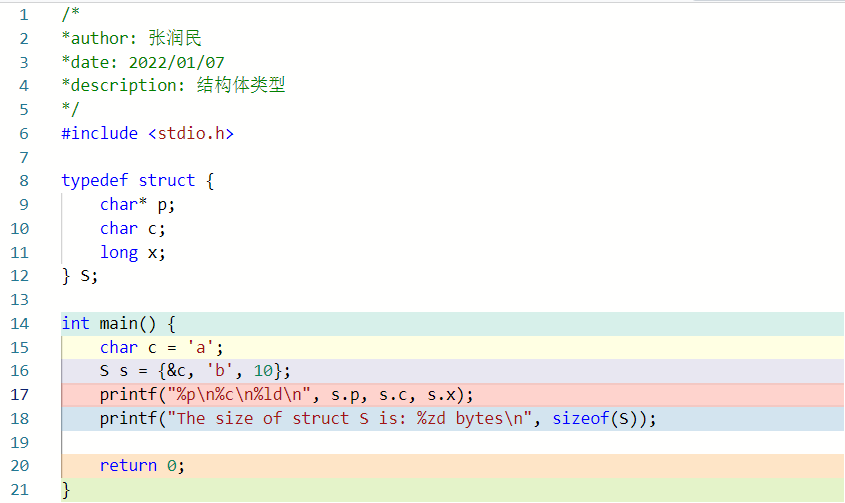 1 /*
2 *author: 张润民
3 *date: 2022/01/07
4 *description: 结构体类型
5 */
6 #include <stdio.h>
7
8 typedef struct {
9     char* p;
10     char c;
11     long x;
12 } S;
13
14 int main() {
15     char c = 'a';
16     S s = {&c, 'b', 10};
17     printf("%p\n%c\n%ld\n", s.p, s.c, s.x);
18     printf("The size of struct S is: %zd bytes\n", sizeof(S));
19
20     return 0;
21 }